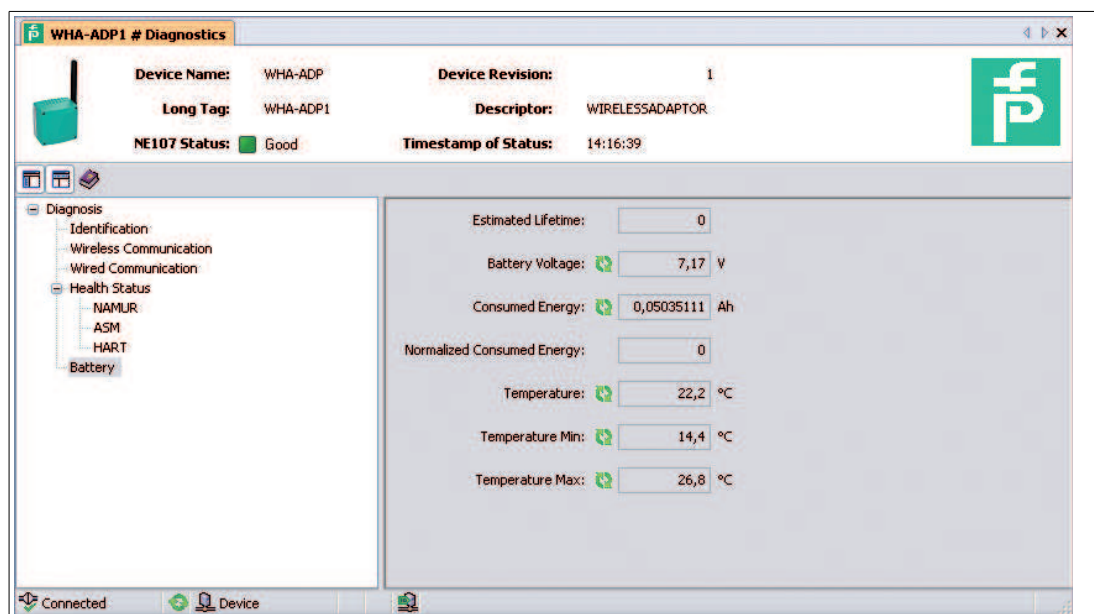 WHA-ADP1 # Diagnostics
Device Name: WHA-ADP Device Revision: 1
Long Tag: WHA-ADP1 Descriptor: WIRELESSADAPTOR
NE107 Status: Good Timestamp of Status: 14:16:39
Diagnosis
Identification
Wireless Communication
Wired Communication
Health Status
NAMUR
ASM
HART
Battery
Estimated Lifetime: 0
Battery Voltage: 7,17 V
Consumed Energy: 0,05035111 Ah
Normalized Consumed Energy: 0
Temperature: 22,2 °C
Temperature Min: 14,4 °C
Temperature Max: 26,8 °C
Connected Device